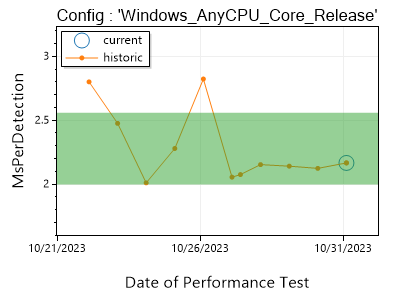 Config : 'Windows_AnyCPU_Core_Release'
current
historic
3
2.5
2
MsPerDetection
10/21/2023 10/26/2023 10/31/2023
Date of Performance Test